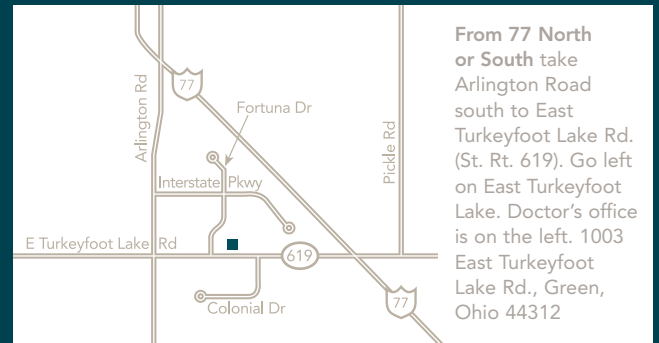 From 77 North
or South take
Arlington Road
south to East
Turkeyfoot Lake Rd.
(St. Rt. 619). Go left
on East Turkeyfoot
Lake. Doctor’s office
is on the left. 1003
East Turkeyfoot
Lake Rd., Green,
Ohio 44312
77
Arlington Rd
Fortuna Dr
Pickle Rd
Interstate Pkwy
E Turkeyfoot Lake Rd
619
77
Colonial Dr